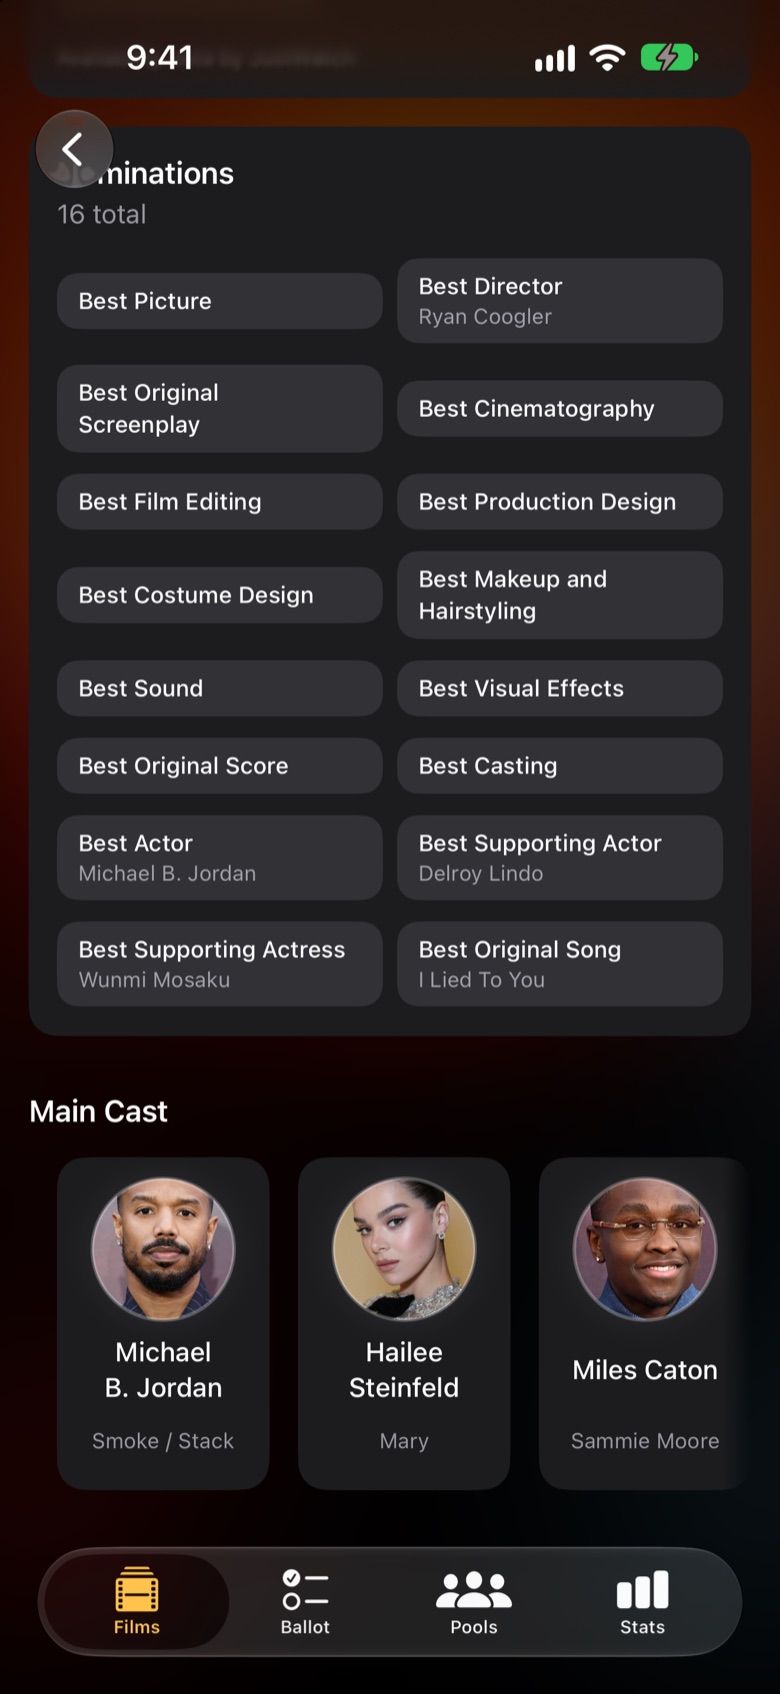 9:41
minations
16 total
Best Picture
Best Director
Ryan Coogler
Best Original
Screenplay
Best Cinematography
Best Film Editing
Best Production Design
Best Costume Design
Best Makeup and
Hairstyling
Best Sound
Best Visual Effects
Best Original Score
Best Casting
Best Actor
Michael B. Jordan
Best Supporting Actor
Delroy Lindo
Best Supporting Actress
Wunmi Mosaku
Best Original Song
I Lied To You
Main Cast
Michael
B. Jordan
Smoke / Stack
Hailee
Steinfeld
Mary
Miles Caton
Sammie Moore
Films
Ballot
Pools
Stats